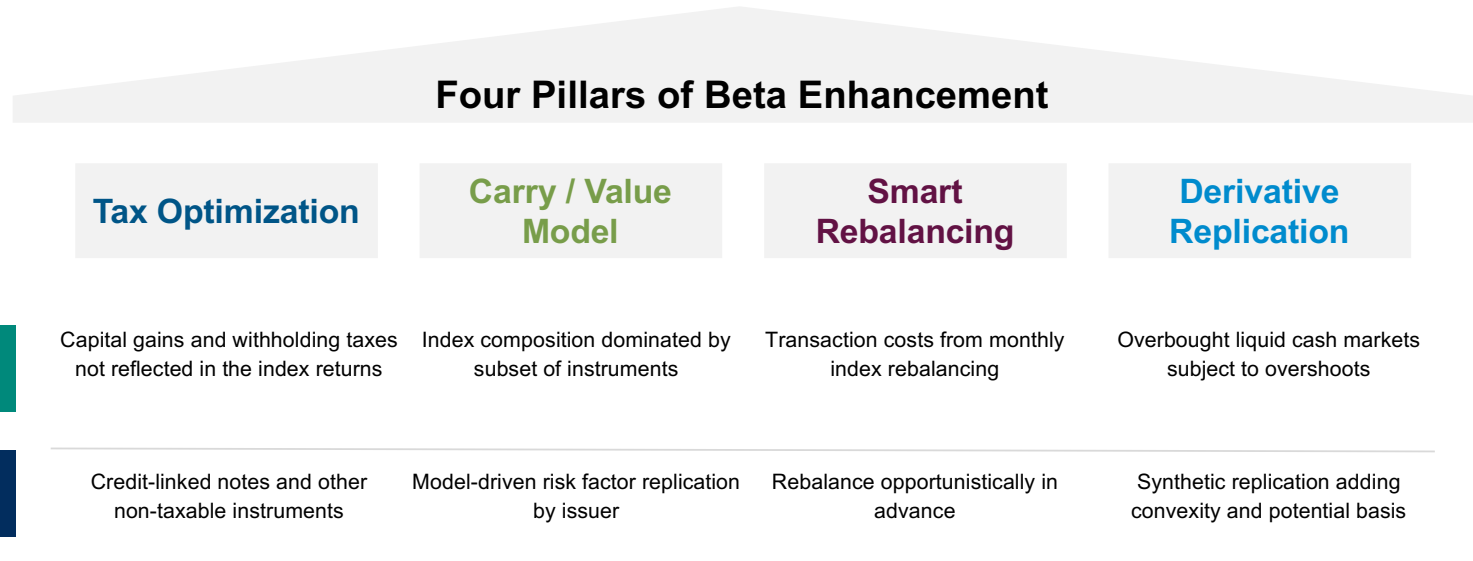 Four Pillars of Beta Enhancement
Tax Optimization
Carry / Value
Model
Smart
Rebalancing
Derivative
Replication
Capital gains and withholding taxes
not reflected in the index returns
Index composition dominated by
subset of instruments
Transaction costs from monthly
index rebalancing
Overbought liquid cash markets
subject to overshoots
Credit-linked notes and other
non-taxable instruments
Model-driven risk factor replication
by issuer
Rebalance opportunistically in
advance
Synthetic replication adding
convexity and potential basis